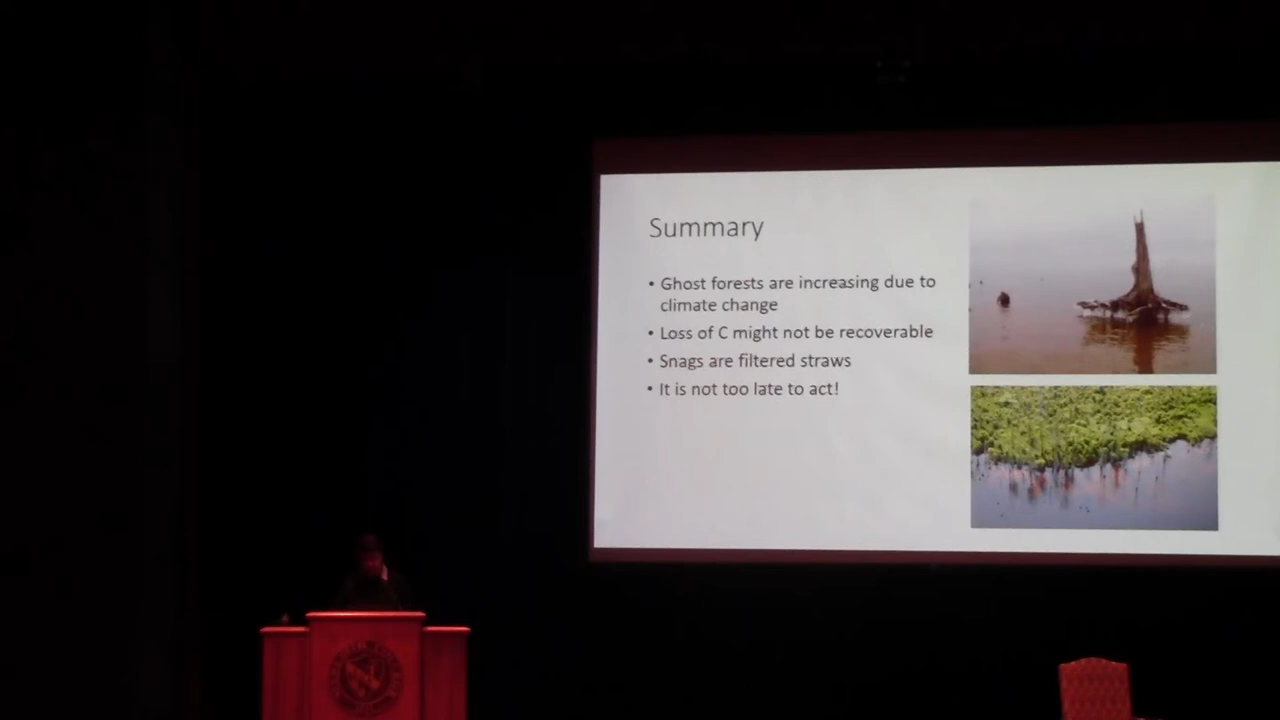 Summary
• Ghost forests are increasing due to
climate change
• Loss of C might not be recoverable
• Snags are filtered straws
• It is not too late to act!